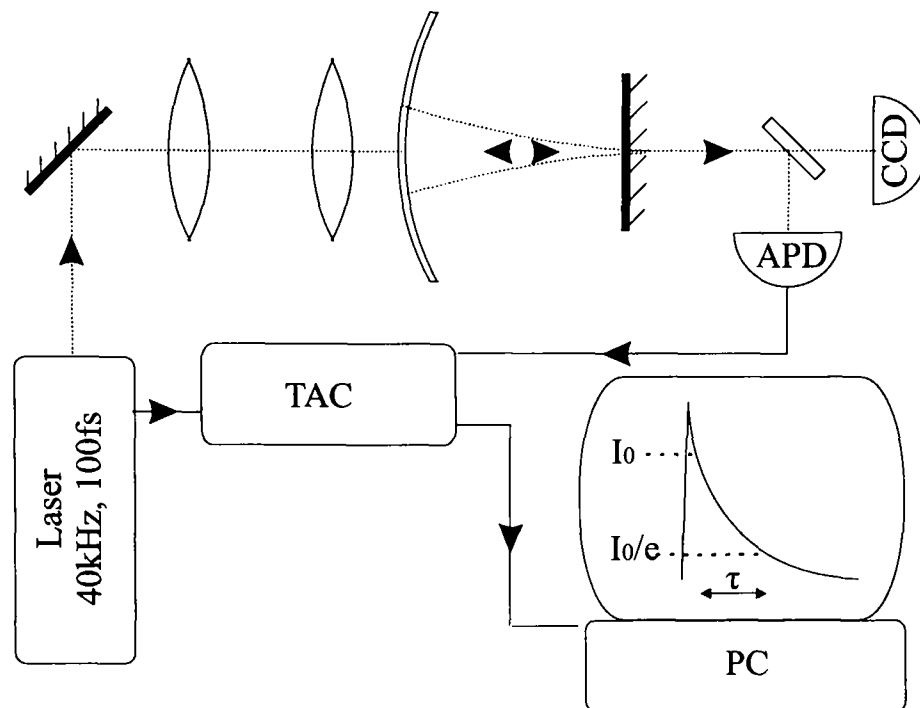 CCD
APD
TAC
Laser
40kHz, 100fs
I₀
I₀/e
τ
PC